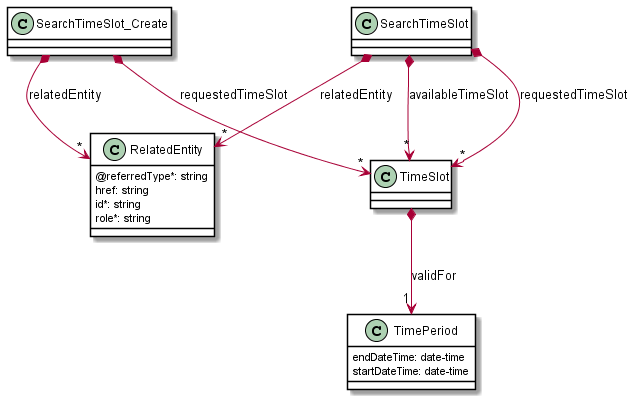 C SearchTimeSlot_Create
C SearchTimeSlot
relatedEntity
requestedTimeSlot
relatedEntity
availableTimeSlot
requestedTimeSlot
*
*
*
*
*
C RelatedEntity
@referredType*: string
href: string
id*: string
role*: string
C TimeSlot
validFor
1
C TimePeriod
endDateTime: date-time
startDateTime: date-time